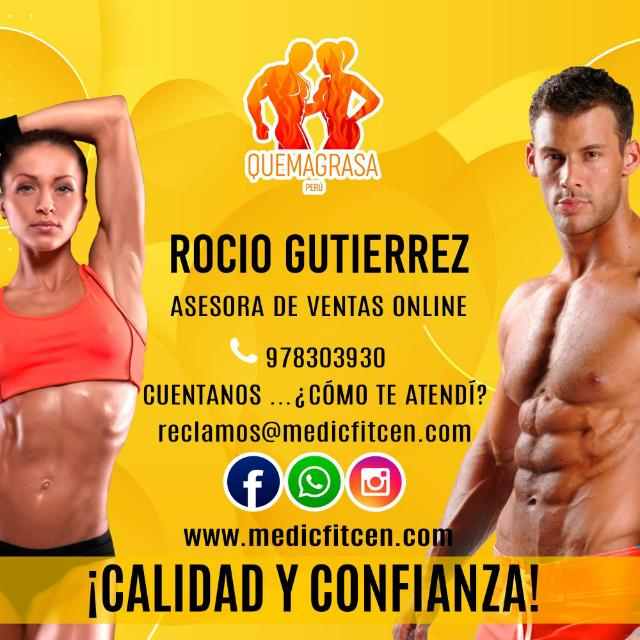 QUEMAGRASA
PERÚ
ROCIO GUTIERREZ
ASESORA DE VENTAS ONLINE
978303930
CUENTANOS ...¿CÓMO TE ATENDÍ?
reclamos@medicfitcen.com
www.medicfitcen.com
¡CALIDAD Y CONFIANZA!